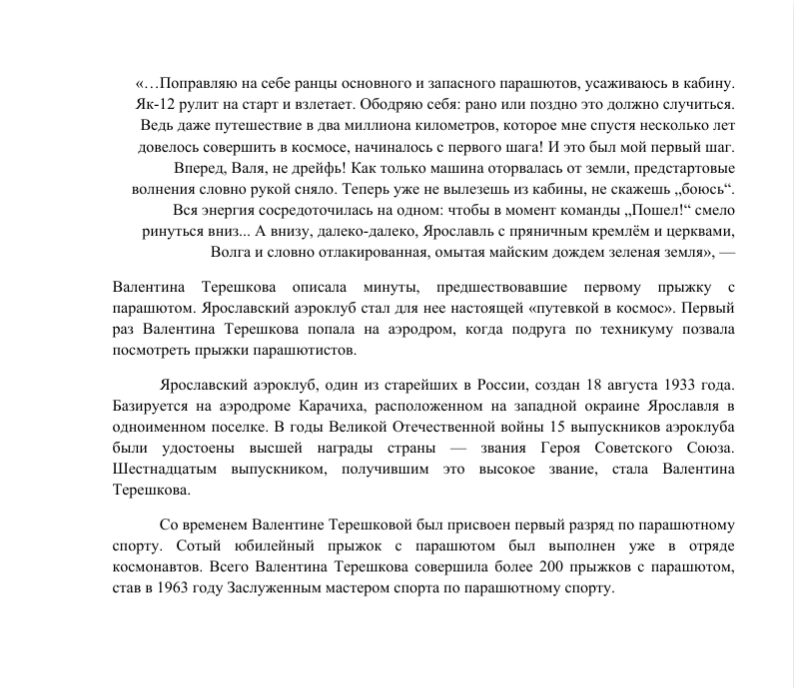 «…Поправляю на себе ранцы основного и запасного парашютов, усаживаюсь в кабину.
Як-12 рулит на старт и взлетает. Ободряю себя: рано или поздно это должно случиться.
Ведь даже путешествие в два миллиона километров, которое мне спустя несколько лет
довелось совершить в космосе, начиналось с первого шага! И это был мой первый шаг.
Вперед, Валя, не дрейфь! Как только машина оторвалась от земли, предстартовые
волнения словно рукой сняло. Теперь уже не вылезешь из кабины, не скажешь „боюсь“.
Вся энергия сосредоточилась на одном: чтобы в момент команды „Пошел!“ смело
ринуться вниз... А внизу, далеко-далеко, Ярославль с пряничным кремлём и церквами,
Волга и словно отлакированная, омытая майским дождем зеленая земля», —
Валентина Терешкова описала минуты, предшествовавшие первому прыжку с
парашютом. Ярославский аэроклуб стал для нее настоящей «путевкой в космос». Первый
раз Валентина Терешкова попала на аэродром, когда подруга по техникуму позвала
посмотреть прыжки парашютистов.
Ярославский аэроклуб, один из старейших в России, создан 18 августа 1933 года.
Базируется на аэродроме Карачиха, расположенном на западной окраине Ярославля в
одноименном поселке. В годы Великой Отечественной войны 15 выпускников аэроклуба
были удостоены высшей награды страны — звания Героя Советского Союза.
Шестнадцатым выпускником, получившим это высокое звание, стала Валентина
Терешкова.
Со временем Валентине Терешковой был присвоен первый разряд по парашютному
спорту. Сотый юбилейный прыжок с парашютом был выполнен уже в отряде
космонавтов. Всего Валентина Терешкова совершила более 200 прыжков с парашютом,
став в 1963 году Заслуженным мастером спорта по парашютному спорту.